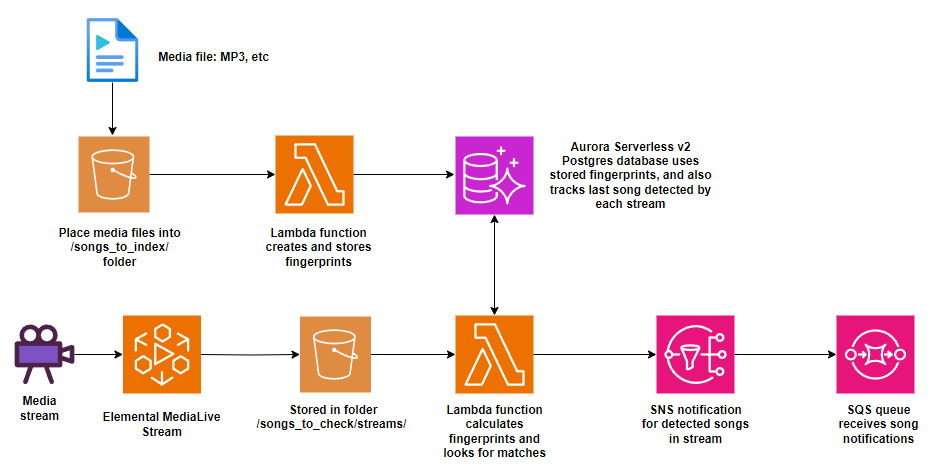 Media file: MP3, etc
Aurora Serverless v2
Postgres database uses
stored fingerprints, and also
tracks last song detected by
each stream
Place media files into
/songs_to_index/
folder
Lambda function
creates and stores
fingerprints
Media
stream
Elemental MediaLive
Stream
Stored in folder
/songs_to_check/streams/
Lambda function
calculates
fingerprints and
looks for matches
SNS notification
for detected songs
in stream
SQS queue
receives song
notifications